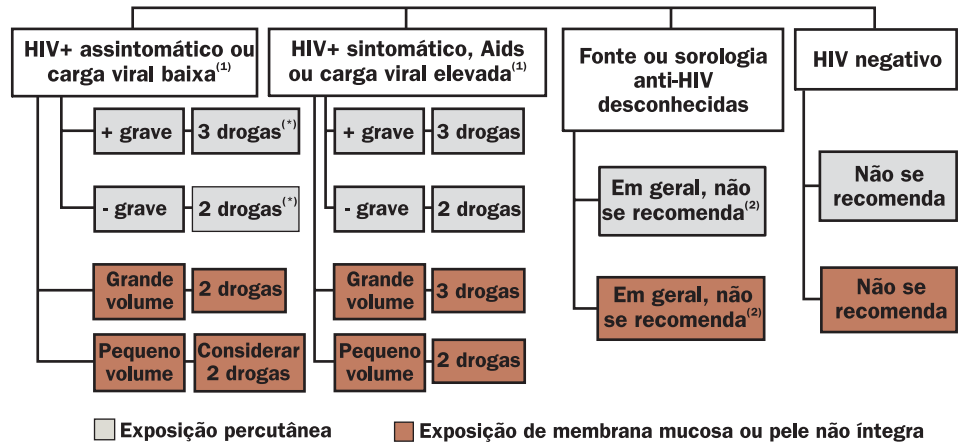 HIV+ assintomático ou
carga viral baixa(1)
+ grave
3 drogas(*)
- grave
2 drogas(*)
Grande
volume
2 drogas
Pequeno
volume
Considerar
2 drogas
HIV+ sintomático, Aids
ou carga viral elevada(1)
+ grave
3 drogas
- grave
2 drogas
Grande
volume
3 drogas
Pequeno
volume
2 drogas
Fonte ou sorologia
anti-HIV
desconhecidas
Em geral, não
se recomenda(2)
Em geral, não
se recomenda(2)
HIV negativo
Não se
recomenda
Não se
recomenda
Exposição percutânea
Exposição de membrana mucosa ou pele não íntegra